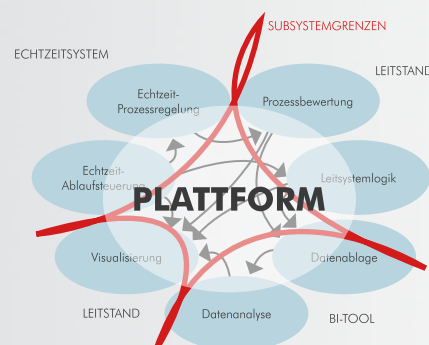 SUBSYSTEMGRENZEN
ECHTZEITSYSTEM
LEITSTAND
Echtzeit-
Prozessregelung
Prozessbewertung
Echtzeit-
Ablaufsteuerung
Leitsystemlogik
PLATTFORM
Visualisierung
Datenablage
LEITSTAND
Datenanalyse
BI-TOOL